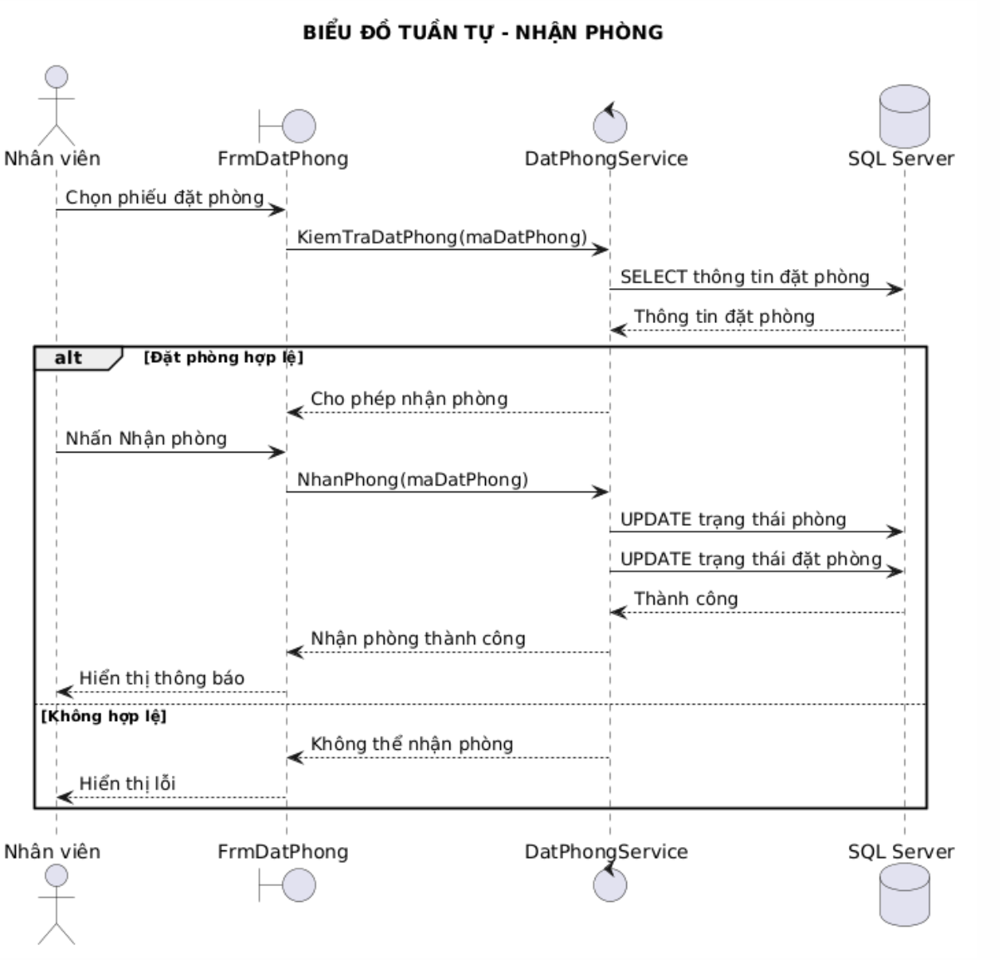 BIỂU ĐỒ TUẦN TỰ - NHẬN PHÒNG
Nhân viên
FrmDatPhong
DatPhongService
SQL Server
Chọn phiếu đặt phòng
KiemTraDatPhong(maDatPhong)
SELECT thông tin đặt phòng
Thông tin đặt phòng
alt
[Đặt phòng hợp lệ]
Cho phép nhận phòng
Nhấn Nhận phòng
NhanPhong(maDatPhong)
UPDATE trạng thái phòng
UPDATE trạng thái đặt phòng
Thành công
Nhận phòng thành công
Hiển thị thông báo
[Không hợp lệ]
Không thể nhận phòng
Hiển thị lỗi
Nhân viên
FrmDatPhong
DatPhongService
SQL Server